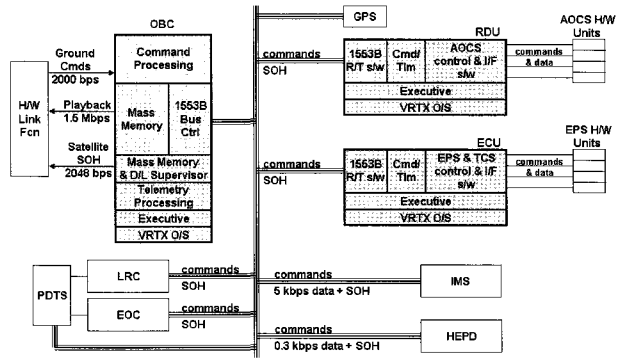 OBC
Ground
Cmds
2000 bps
H/W
Link
Fcn
Playback
1.5 Mbps
Satellite
SOH
2048 bps
Command
Processing
Mass
Memory
1553B
Bus
Ctrl
Mass Memory
& D/L Supervisor
Telemetry
Processing
Executive
VRTX O/S
GPS
RDU
AOCS H/W
Units
commands
SOH
1553B
R/T s/w
Cmd/
Tlm
AOCS
control & I/F
s/w
Executive
VRTX O/S
commands
& data
ECU
EPS H/W
Units
commands
SOH
1553B
R/T s/w
Cmd/
Tlm
EPS & TCS
control & I/F
s/w
Executive
VRTX O/S
commands
& data
PDTS
LRC
commands
SOH
EOC
commands
SOH
commands
5 kbps data + SOH
IMS
commands
0.3 kbps data + SOH
HEPD